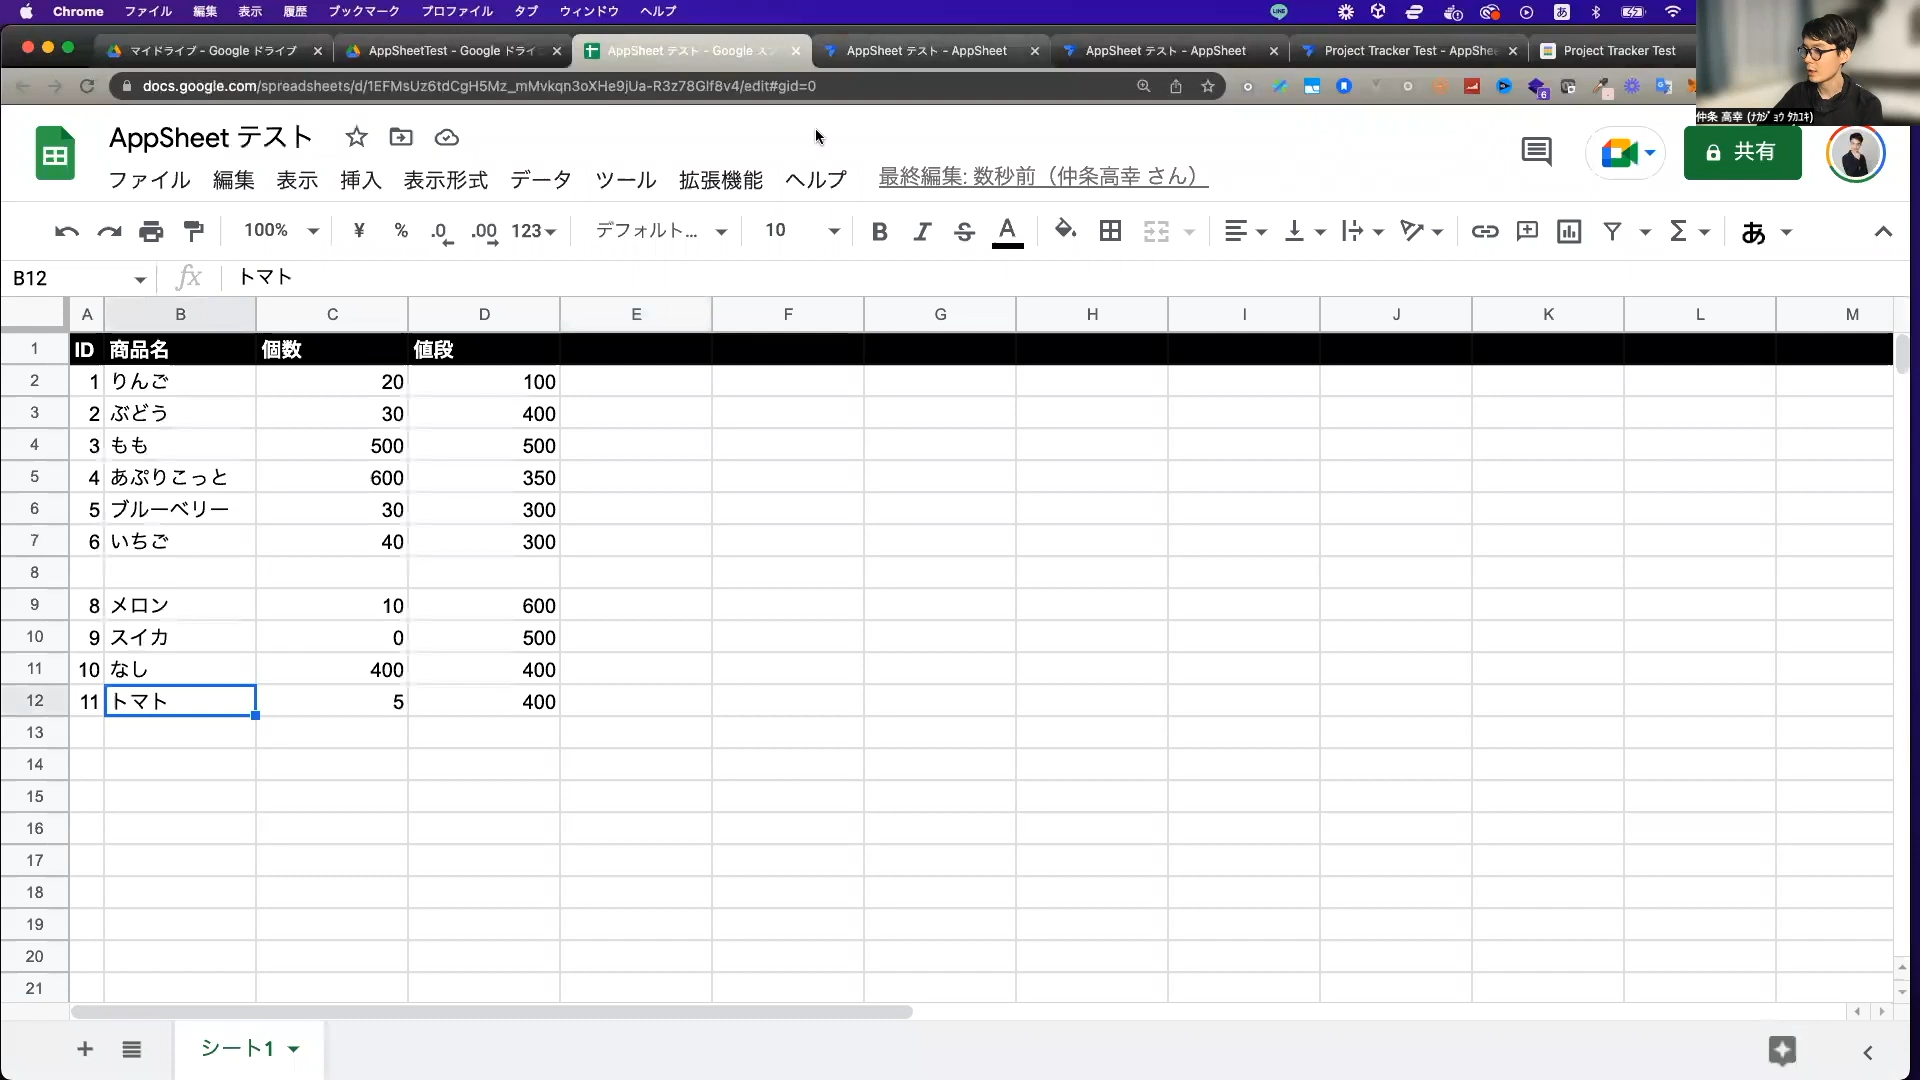 Chrome ファイル 編集 表示 履歴 ブックマーク プロファイル タブ ウィンドウ ヘルプ LINE あ
マイドライブ - Google ドライブ AppSheetTest - Google ドライ AppSheet テスト - Google ス AppSheet テスト - AppSheet AppSheet テスト - AppSheet Project Tracker Test - AppShe Project Tracker Test
docs.google.com/spreadsheets/d/1EFMsUz6tdCgH5Mz_mMvkqn3oXHe9jUa-R3z78Glf8v4/edit#gid=0
6
仲条 高幸 (ﾅｶｼﾞｮｳ ﾀｶﾕｷ)
AppSheet テスト
共有
ファイル 編集 表示 挿入 表示形式 データ ツール 拡張機能 ヘルプ 最終編集: 数秒前（仲条高幸 さん）
100% ¥ % .0 .00 123 デフォルト... 10 B I S A Σ あ
B12 fx トマト
A B C D E F G H I J K L M
1 ID 商品名 個数 値段
2 1 りんご 20 100
3 2 ぶどう 30 400
4 3 もも 500 500
5 4 あぷりこっと 600 350
6 5 ブルーベリー 30 300
7 6 いちご 40 300
8
9 8 メロン 10 600
10 9 スイカ 0 500
11 10 なし 400 400
12 11 トマト 5 400
13
14
15
16
17
18
19
20
21
シート1